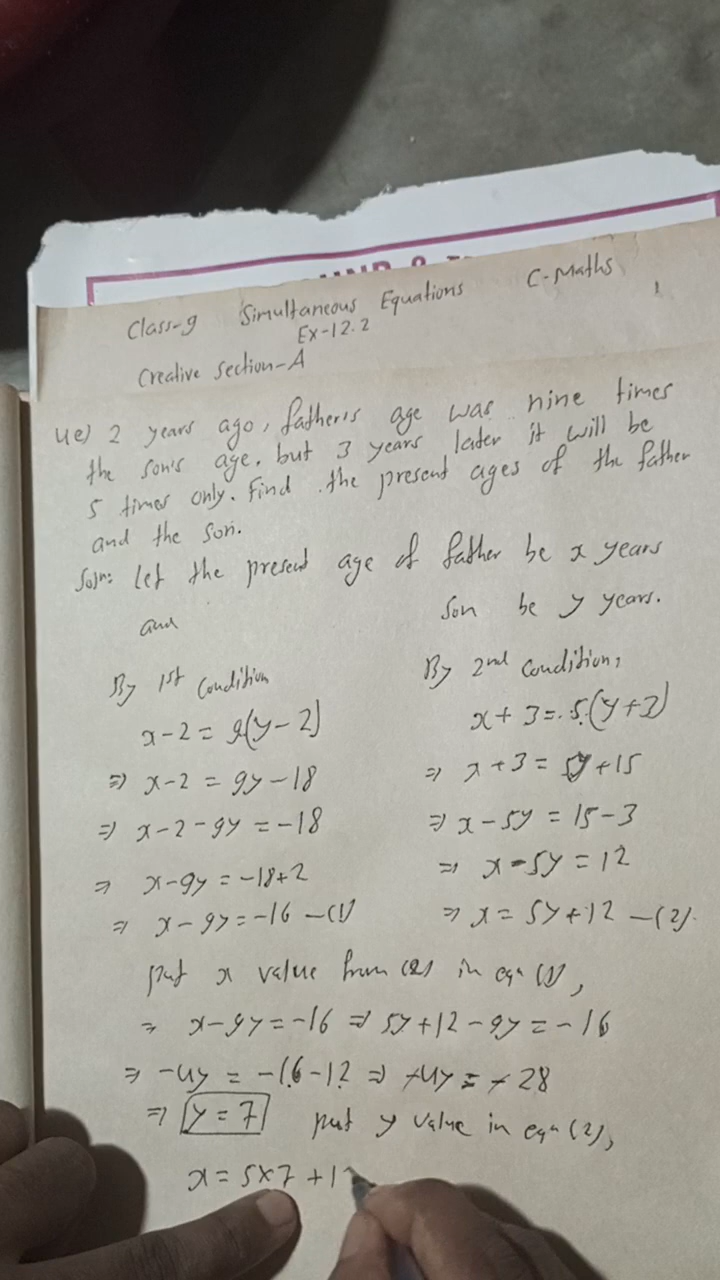 Class-9 Simultaneous Equations C-Maths
Ex-12.2
Creative Section-A
4e) 2 years ago, father's age was nine times
the son's age. but 3 years later it will be
5 times only. Find the present ages of the father
and the son.
Soln: Let the present age of father be x years
and son be y years.
By 1st Condition
x-2 = 9(y-2)
⇒ x-2 = 9y-18
⇒ x-2-9y = -18
⇒ x-9y = -18+2
⇒ x-9y = -16 -(1)
By 2nd Condition,
x+3 = 5.(y+3)
⇒ x+3 = 5y+15
⇒ x-5y = 15-3
⇒ x-5y = 12
⇒ x = 5y+12 -(2).
put x value from (2) in eqn (1),
⇒ x-9y = -16 ⇒ 5y+12-9y = -16
⇒ -4y = -16-12 ⇒ -4y = -28
⇒ y = 7 put y value in eqn (2),
x = 5x7 +1